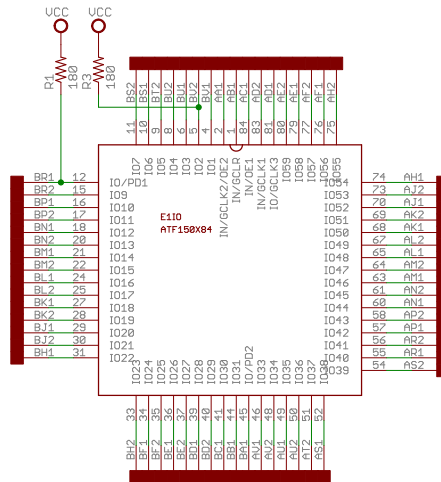 VCC VCC
R1 180 R3 180
BS2 BS1 BT2 BU2 BU1 BV2 BV1 AA1 AB1 AC1 AD2 AD1 AE2 AE1 AF2 AF1 AH2
11 10 9 8 6 5 4 2 1 84 83 81 80 79 77 76 75
IO7 IO6 IO5 IO4 IO3 IO2 IO1 IN/GCLK2/OE2 IN/GCLR IN/OE1 IN/GCLK1 IO/GCLK3 IO59 IO58 IO57 IO56 IO55
E1IO
ATF150X84
BR1 12 IO/PD1 IO54 74 AH1
BR2 15 IO9 IO53 73 AJ2
BP1 16 IO10 IO52 70 AJ1
BP2 17 IO11 IO51 69 AK2
BN1 18 IO12 IO50 68 AK1
BN2 20 IO13 IO49 67 AL2
BM1 21 IO14 IO48 65 AL1
BM2 22 IO15 IO47 64 AM2
BL1 24 IO16 IO46 63 AM1
BL2 25 IO17 IO45 61 AN2
BK1 27 IO18 IO44 60 AN1
BK2 28 IO19 IO43 58 AP2
BJ1 29 IO20 IO42 57 AP1
BJ2 30 IO21 IO41 56 AR2
BH1 31 IO22 IO40 55 AR1
IO39 54 AS2
IO23 IO24 IO25 IO26 IO27 IO28 IO29 IO30 IO31 IO/PD2 IO33 IO34 IO35 IO36 IO37 IO38
33 34 35 36 37 39 40 41 44 45 46 48 49 50 51 52
BH2 BF1 BF2 BE1 BE2 BD1 BD2 BC1 BB1 BA1 AV1 AV2 AU1 AU2 AT2 AS1